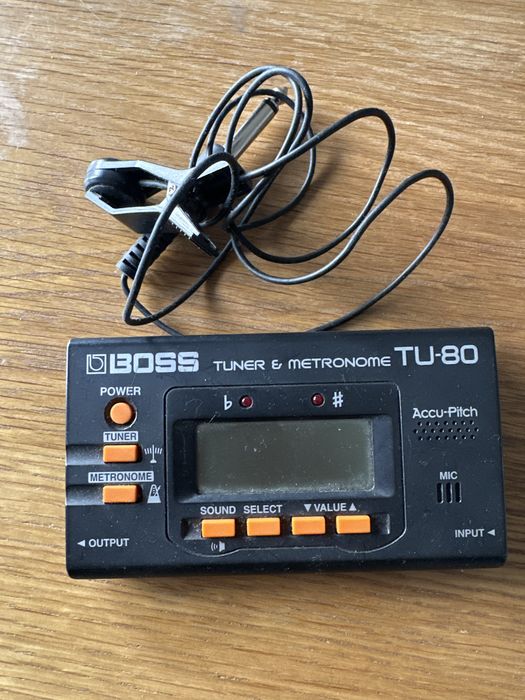 BOSS TUNER & METRONOME TU-80
POWER
♭ ♯
Accu-Pitch
TUNER
METRONOME
MIC
SOUND SELECT ▼ VALUE ▲
◄ OUTPUT
INPUT ◄